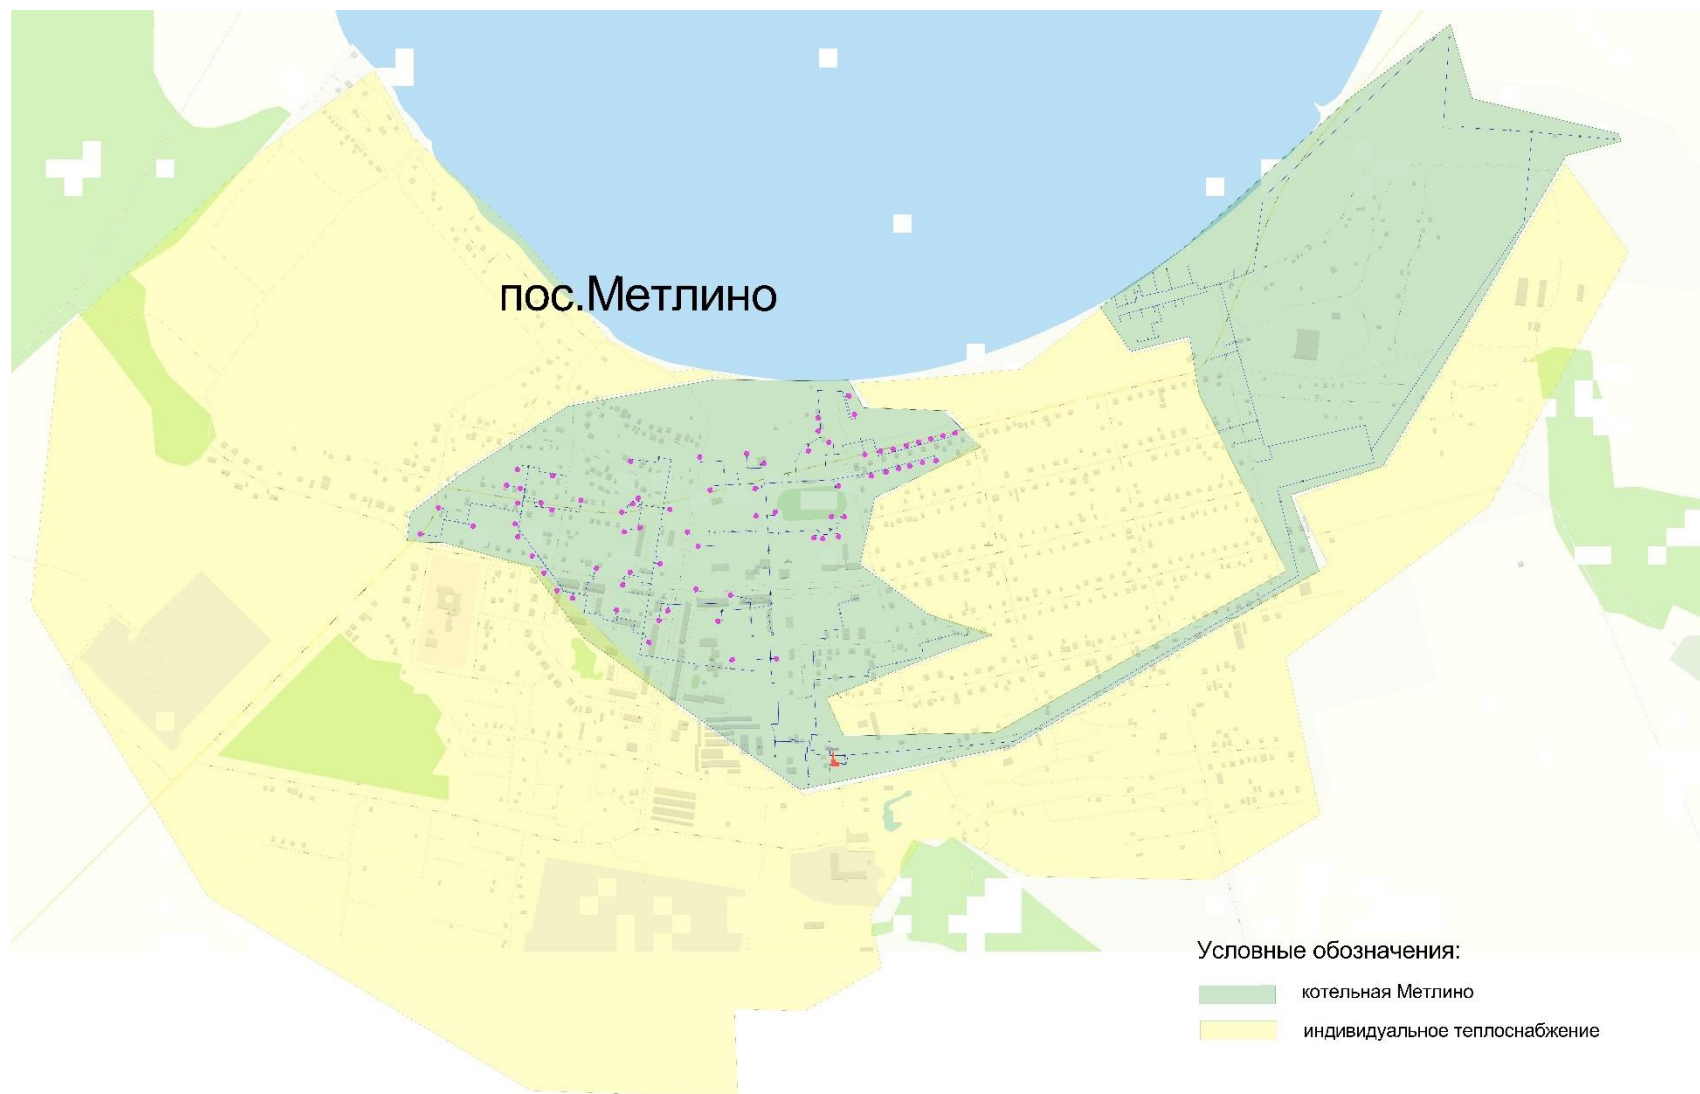 пос.Метлино
Условные обозначения:
котельная Метлино
индивидуальное теплоснабжение